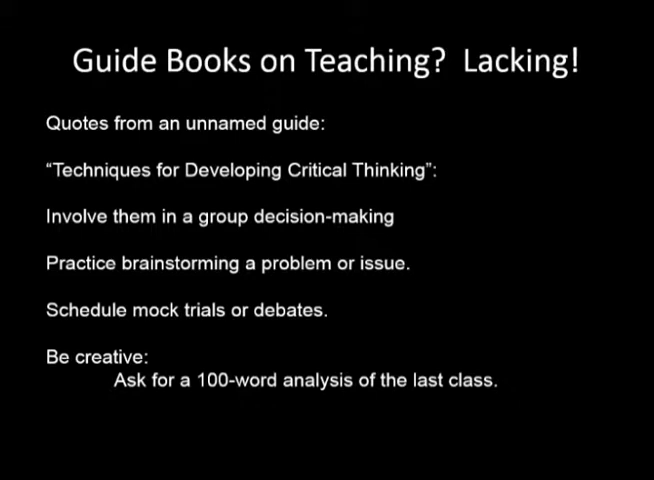 Guide Books on Teaching?  Lacking!
Quotes from an unnamed guide:
“Techniques for Developing Critical Thinking”:
Involve them in a group decision-making
Practice brainstorming a problem or issue.
Schedule mock trials or debates.
Be creative:
Ask for a 100-word analysis of the last class.